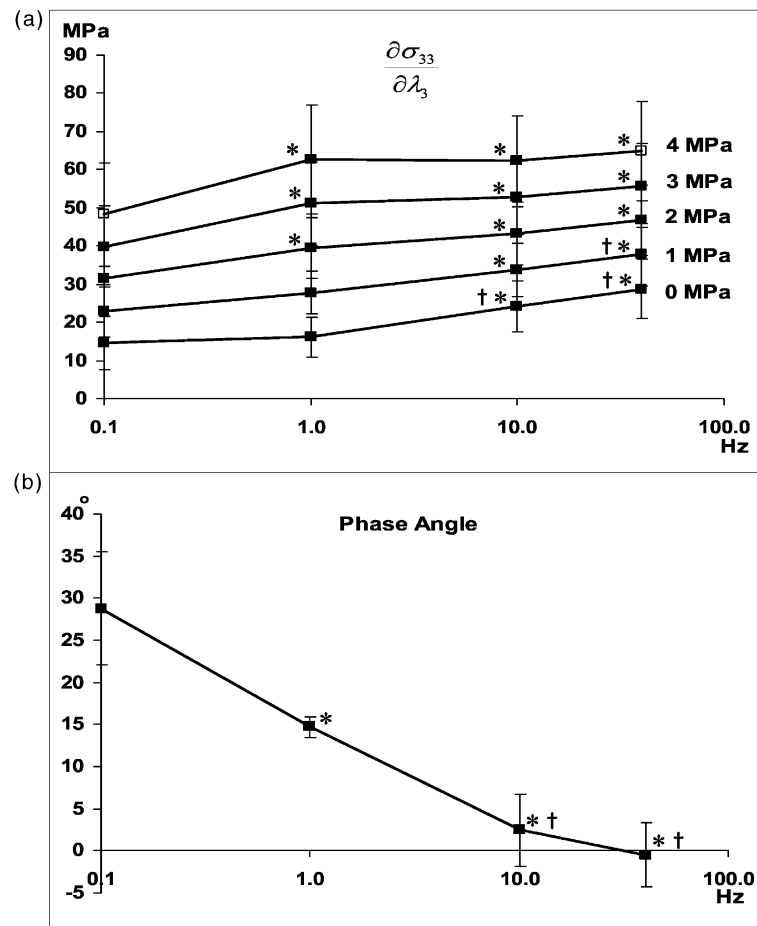 (a)
MPa
∂σ33
∂λ3
90
80
70
60
50
40
30
20
10
0
* * * 4 MPa
* * * 3 MPa
* * * 2 MPa
* † * 1 MPa
† * † * 0 MPa
0.1 1.0 10.0 100.0
Hz
(b)
Phase Angle
40°
35
30
25
20
15
10
5
0
-5
*
* †
* †
0.1 1.0 10.0 100.0
Hz